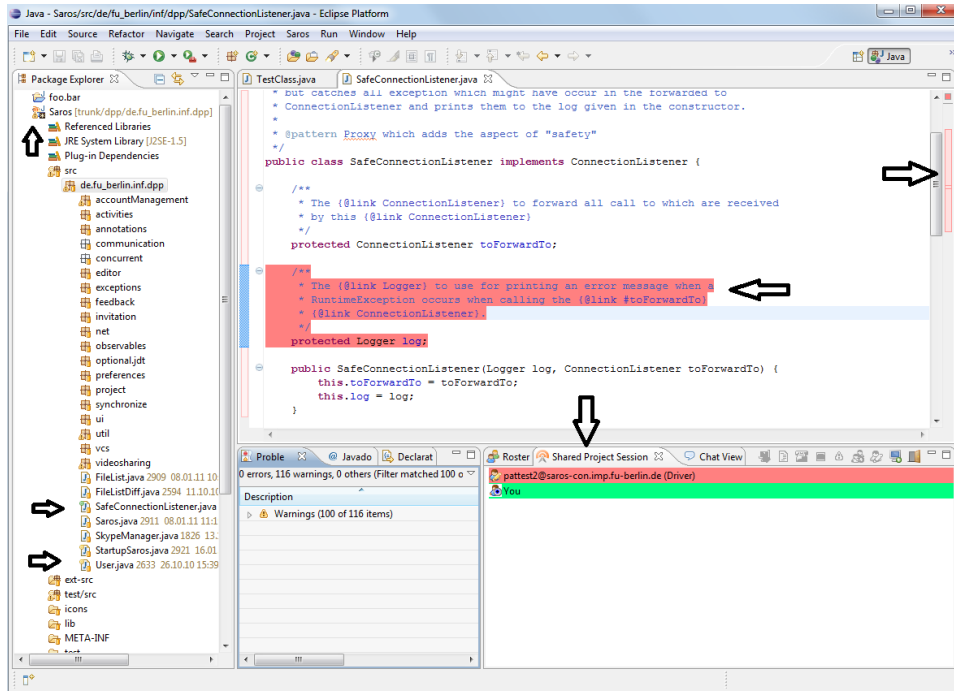 Java - Saros/src/de/fu_berlin/inf/dpp/SafeConnectionListener.java - Eclipse Platform
File Edit Source Refactor Navigate Search Project Saros Run Window Help
Java
Package Explorer
foo.bar
Saros [trunk/dpp/de.fu_berlin.inf.dpp]
Referenced Libraries
JRE System Library [J2SE-1.5]
Plug-in Dependencies
src
de.fu_berlin.inf.dpp
accountManagement
activities
annotations
communication
concurrent
editor
exceptions
feedback
invitation
net
observables
optional.jdt
preferences
project
synchronize
ui
util
vcs
videosharing
FileList.java 2909 08.01.11 10
FileListDiff.java 2594 11.10.10
SafeConnectionListener.java
Saros.java 2911 08.01.11 11:1
SkypeManager.java 1826 13.
StartupSaros.java 2921 16.01
User.java 2633 26.10.10 15:39
ext-src
test/src
icons
lib
META-INF
test
TestClass.java SafeConnectionListener.java
* but catches all exception which might have occur in the forwarded to
* ConnectionListener and prints them to the log given in the constructor.
*
* @pattern Proxy which adds the aspect of "safety"
*/
public class SafeConnectionListener implements ConnectionListener {
/**
* The {@link ConnectionListener} to forward all call to which are received
* by this {@link ConnectionListener}
*/
protected ConnectionListener toForwardTo;
/**
* The {@link Logger} to use for printing an error message when a
* RuntimeException occurs when calling the {@link #toForwardTo}
* {@link ConnectionListener}.
*/
protected Logger log;
public SafeConnectionListener(Logger log, ConnectionListener toForwardTo) {
this.toForwardTo = toForwardTo;
this.log = log;
}
Proble @ Javado Declarat
0 errors, 116 warnings, 0 others (Filter matched 100 o
Description
Warnings (100 of 116 items)
Roster Shared Project Session Chat View
pattest2@saros-con.imp.fu-berlin.de (Driver)
You